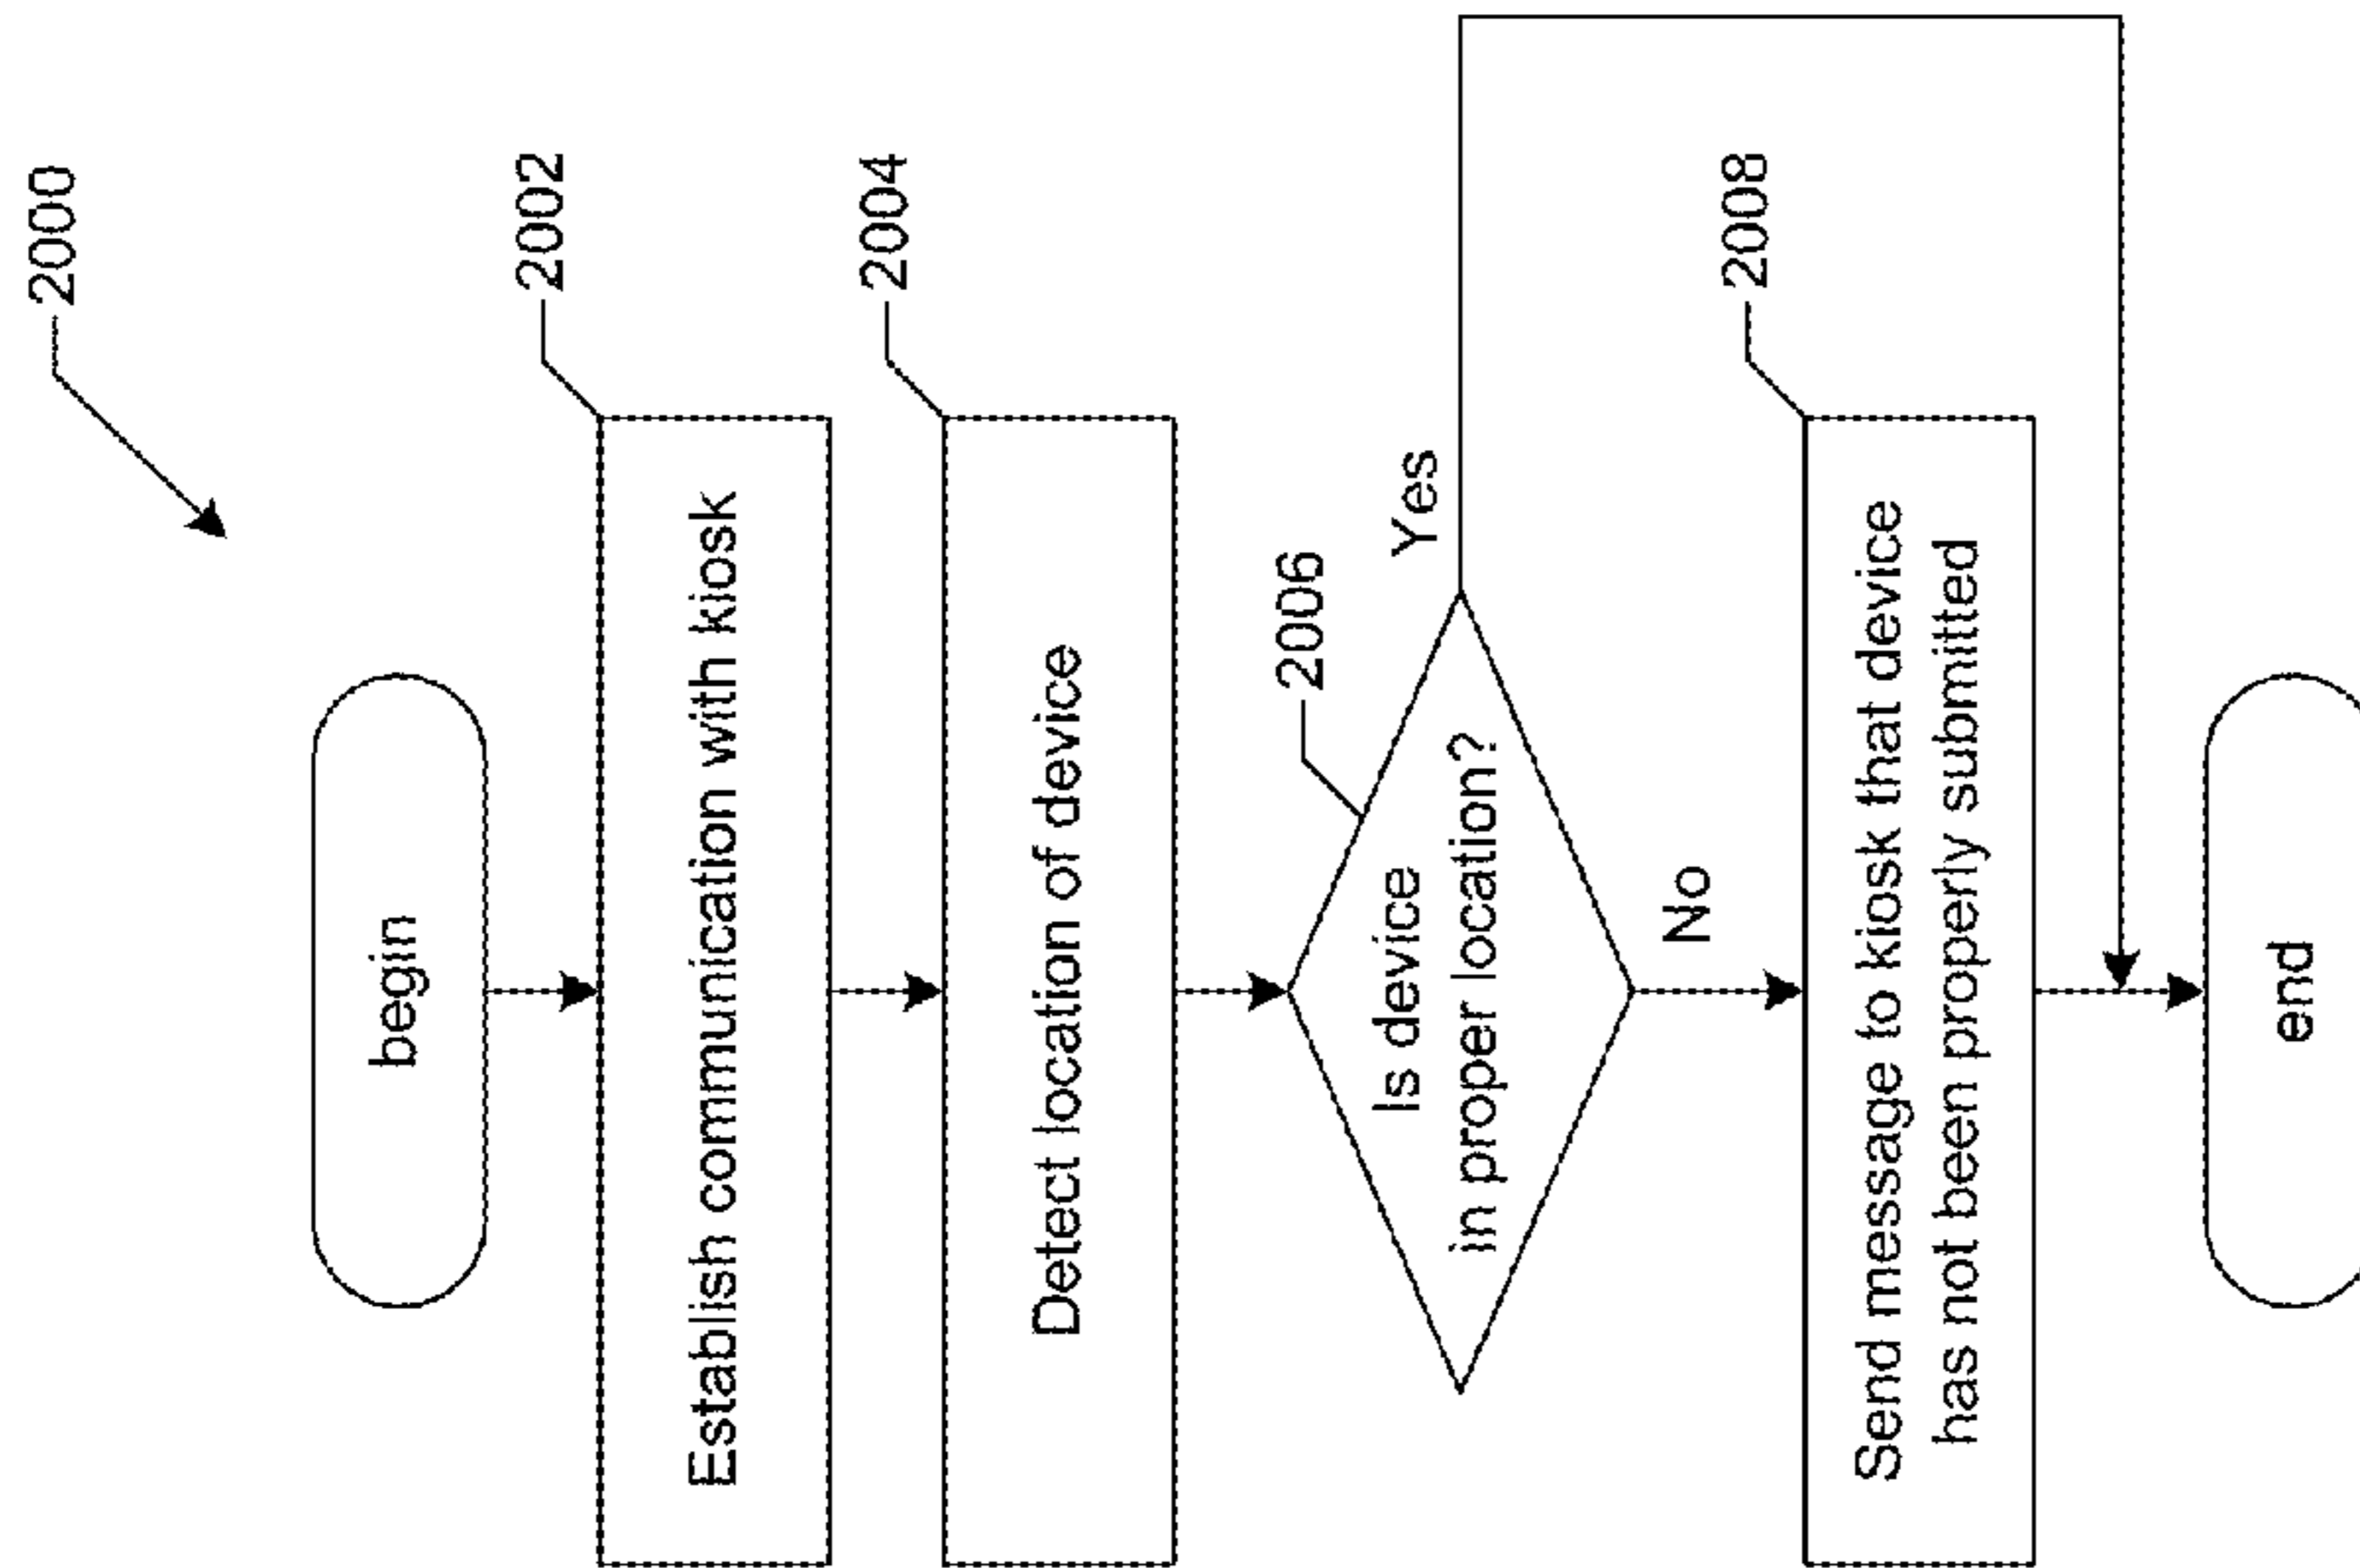 2000
begin
2002
Establish communication with kiosk
2004
Detect location of device
2006
Is device
in proper location?
Yes
No
2008
Send message to kiosk that device
has not been properly submitted
end